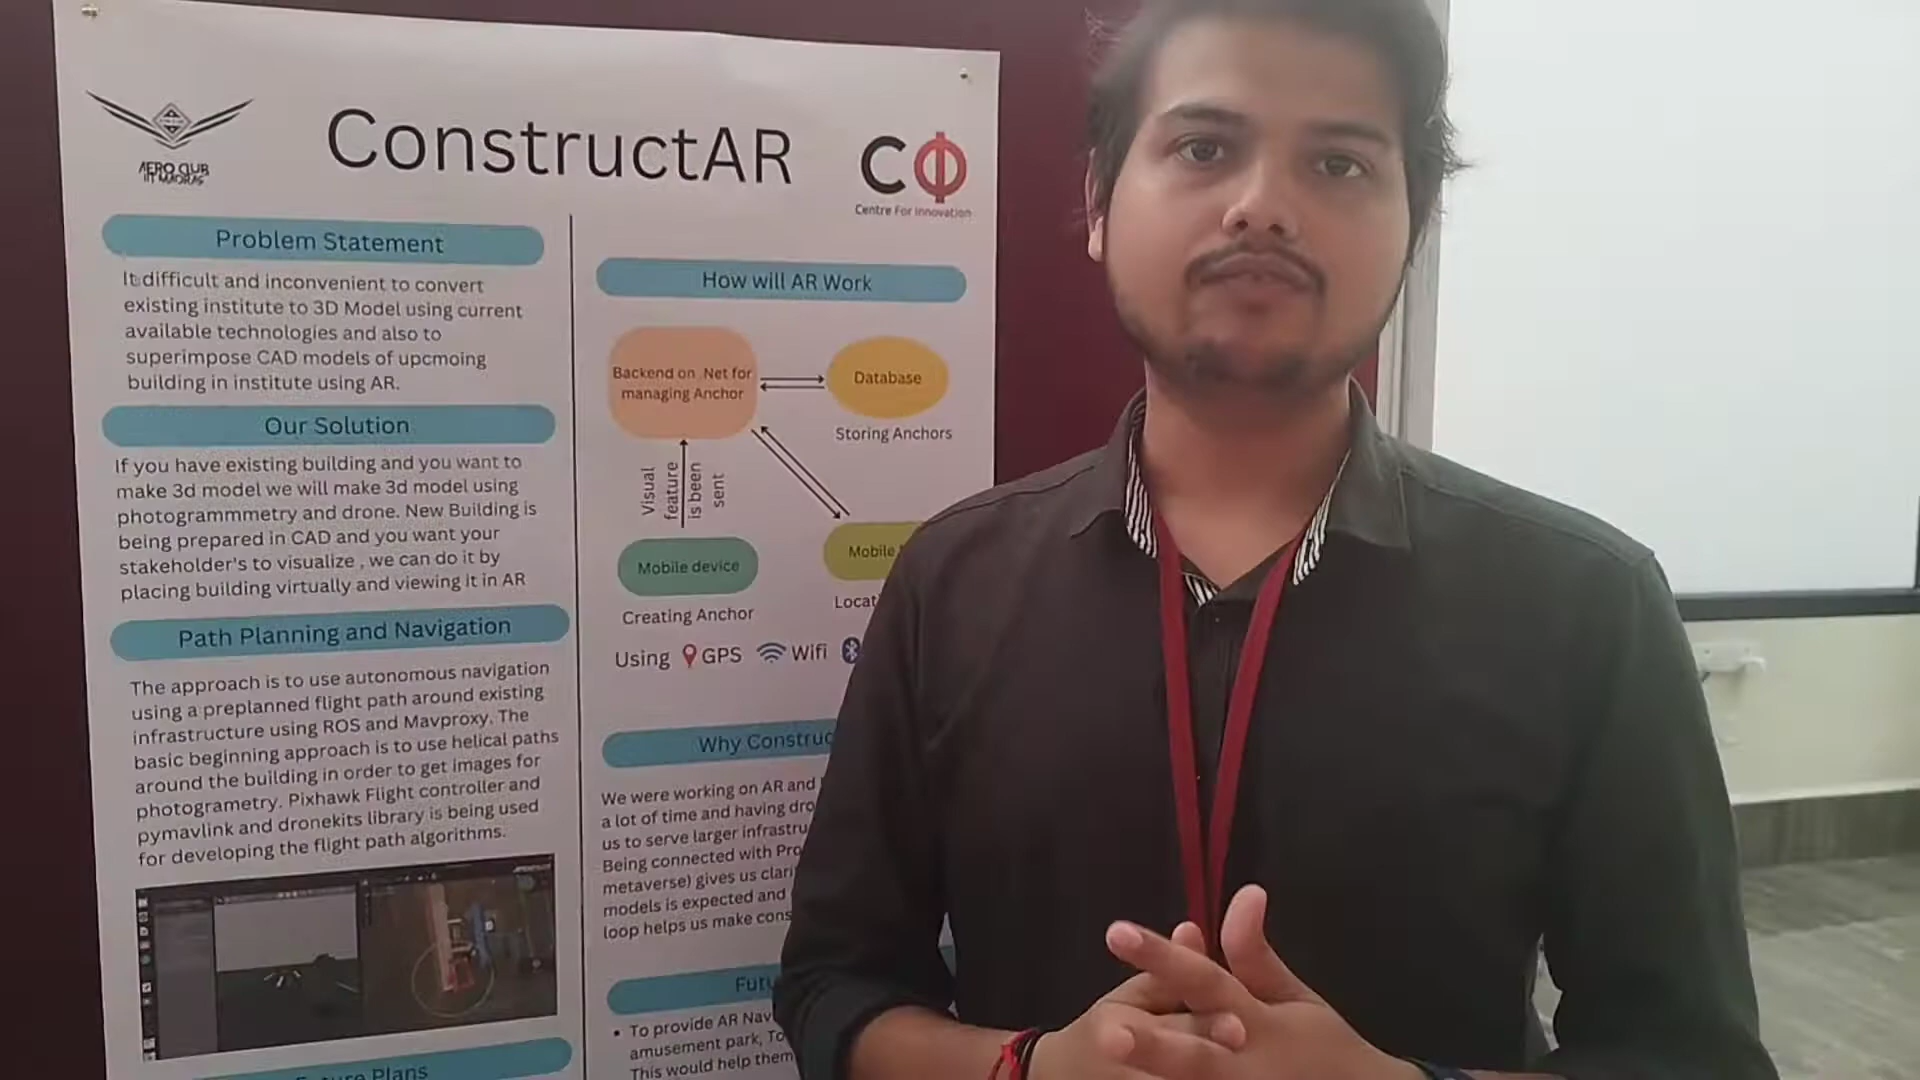 AERO CLUB
IIT MADRAS
ConstructAR
CΦ
Centre For Innovation
Problem Statement
It difficult and inconvenient to convert
existing institute to 3D Model using current
available technologies and also to
superimpose CAD models of upcmoing
building in institute using AR.
Our Solution
If you have existing building and you want to
make 3d model we will make 3d model using
photogrammmetry and drone. New Building is
being prepared in CAD and you want your
stakeholder's to visualize , we can do it by
placing building virtually and viewing it in AR
Path Planning and Navigation
The approach is to use autonomous navigation
using a preplanned flight path around existing
infrastructure using ROS and Mavproxy. The
basic beginning approach is to use helical paths
around the building in order to get images for
photogrametry. Pixhawk Flight controller and
pymavlink and dronekits library is being used
for developing the flight path algorithms.
Future Plans
How will AR Work
Backend on .Net for
managing Anchor
Database
Storing Anchors
Visual
feature
is been
sent
Mobile device
Creating Anchor
Mobile
Using GPS Wifi
Why Construc
We were working on AR and
a lot of time and having
us to serve larger
Being connected with
metaverse) gives us
models is expected and
loop helps us make
To provide AR
amusement park,
This would help them